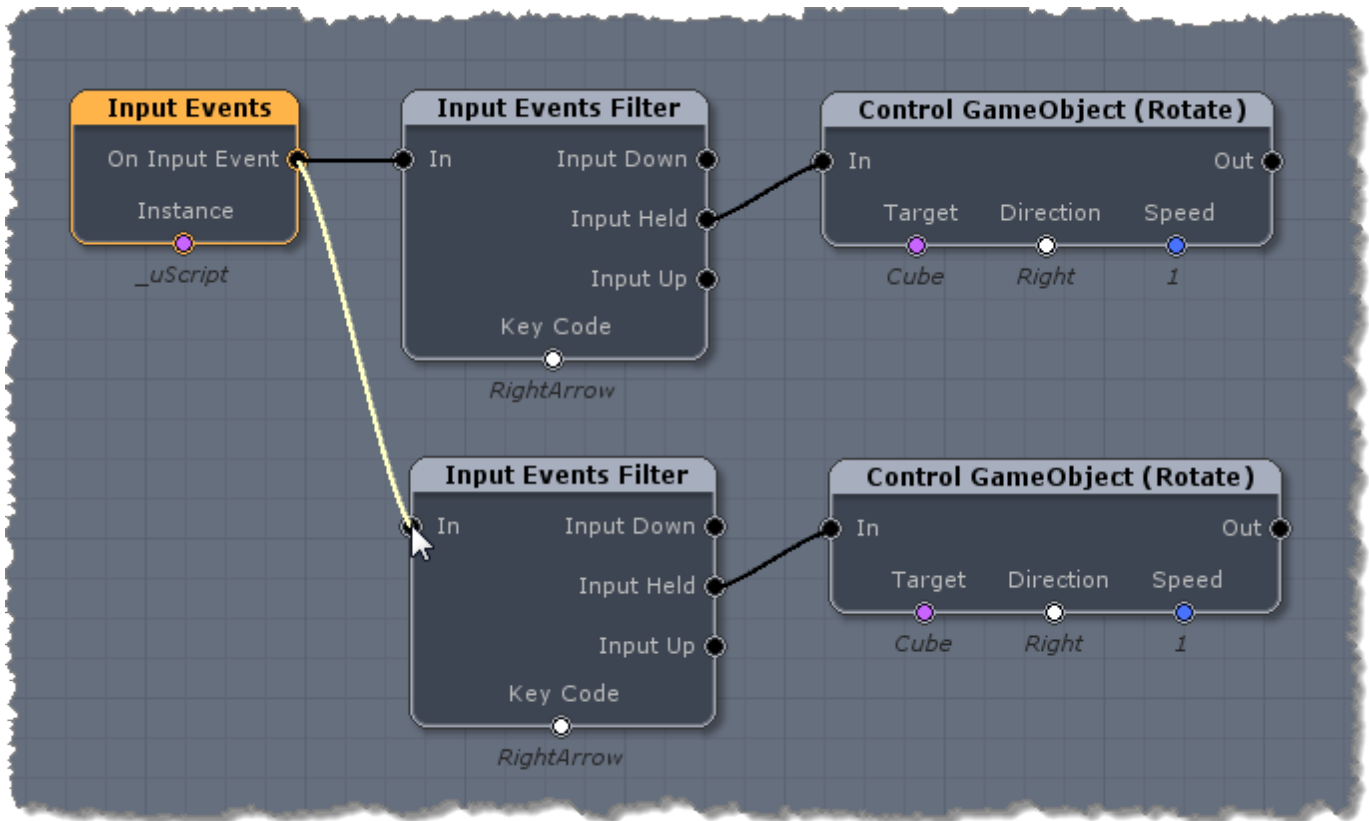 Input Events
On Input Event
Instance
_uScript
Input Events Filter
In Input Down
Input Held
Input Up
Key Code
RightArrow
Control GameObject (Rotate)
In Out
Target Direction Speed
Cube Right 1
Input Events Filter
In Input Down
Input Held
Input Up
Key Code
RightArrow
Control GameObject (Rotate)
In Out
Target Direction Speed
Cube Right 1